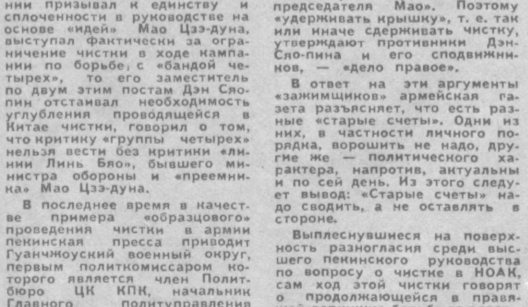 нии призывал к единству и
сплоченности в руководстве на
основе «идей» Мао Цзэ-дуна,
выступая фактически за огра-
ничение чистки в ходе кампа-
нии по борьбе с «бандой че-
тырех», то его заместитель
по двум этим постам Дэн Сяо-
пин отстаивал необходимость
углубления проводящейся в
Китае чистки, говорил о том,
что критику «группы четырех»
нельзя вести без критики «ли-
нии Линь Бяо», бывшего ми-
нистра обороны и «преемни-
ка» Мао Цзэ-дуна.
В последнее время в качест-
ве примера «образцового»
проведения чистки в армии
пекинская пресса приводит
Гуанчжоуский военный округ,
первым политкомиссаром ко-
торого является член Полит-
бюро ЦК КПК, начальник
Главного политуправления
председателя Мао». Поэтому
«удерживать крышку», т. е. так
или иначе сдерживать чистку,
утверждают противники Дэн-
Сяо-пина и его сподвижни-
ков, — «дело правое».
В ответ на эти аргументы
«зажимщиков» армейская га-
зета разъясняет, что есть раз-
ные «старые счеты». Одни из
них, в частности личного по-
рядка, ворошить не надо, дру-
гие же — политического ха-
рактера, напротив, актуальны
и по сей день. Из этого следу-
ет вывод: «Старые счеты» на-
до сводить, а не оставлять в
стороне.
Выплеснувшиеся на поверх-
ность разногласия среди выс-
шего пекинского руководства
по вопросу о чистке в НОАК,
сам ход этой чистки говорят
о продолжающейся в прави-